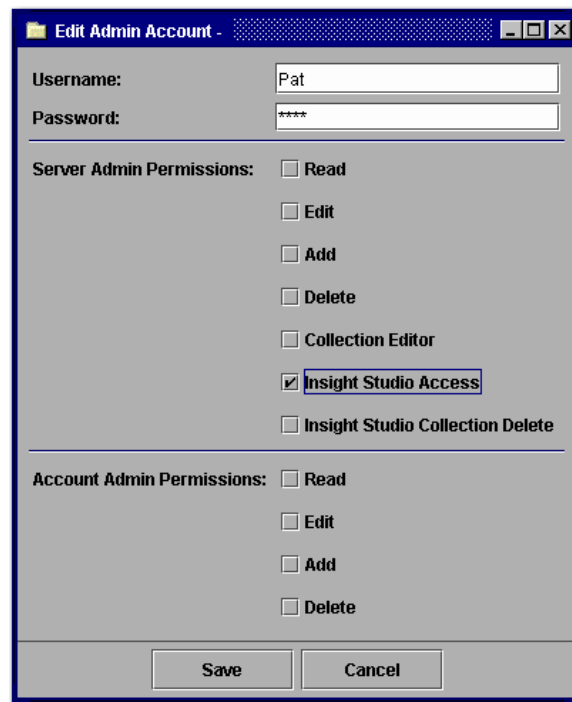 Edit Admin Account -
Username: Pat
Password: ****
Server Admin Permissions: Read
Edit
Add
Delete
Collection Editor
Insight Studio Access
Insight Studio Collection Delete
Account Admin Permissions: Read
Edit
Add
Delete
Save Cancel